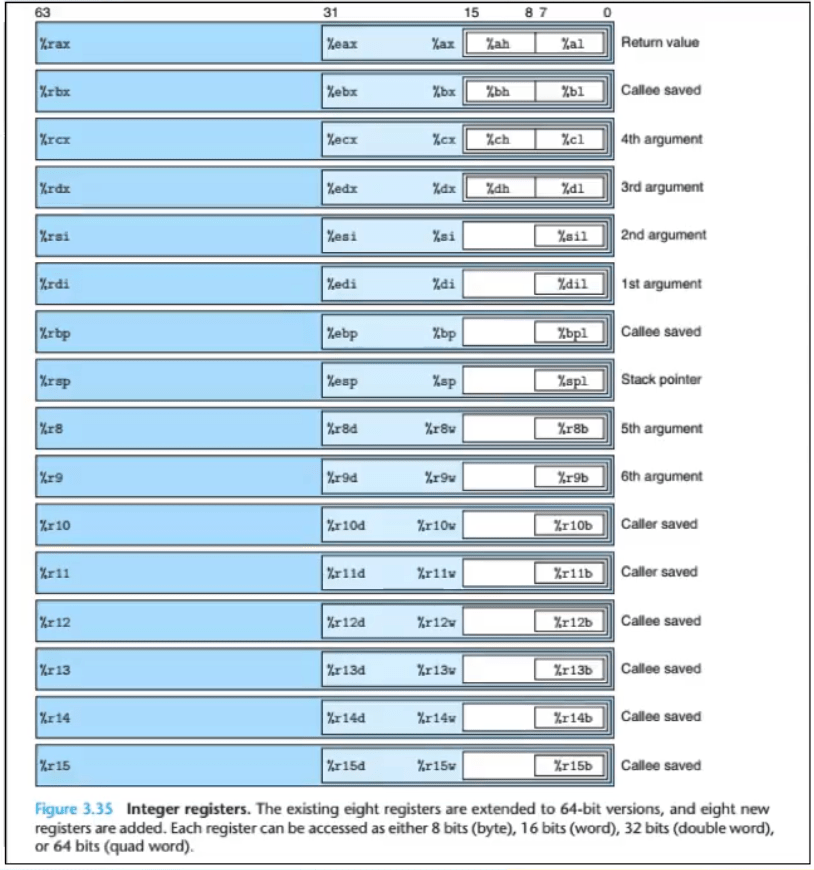 63 31 15 8 7 0
%rax %eax %ax %ah %al Return value
%rbx %ebx %bx %bh %bl Callee saved
%rcx %ecx %cx %ch %cl 4th argument
%rdx %edx %dx %dh %dl 3rd argument
%rsi %esi %si %sil 2nd argument
%rdi %edi %di %dil 1st argument
%rbp %ebp %bp %bpl Callee saved
%rsp %esp %sp %spl Stack pointer
%r8 %r8d %r8w %r8b 5th argument
%r9 %r9d %r9w %r9b 6th argument
%r10 %r10d %r10w %r10b Caller saved
%r11 %r11d %r11w %r11b Caller saved
%r12 %r12d %r12w %r12b Callee saved
%r13 %r13d %r13w %r13b Callee saved
%r14 %r14d %r14w %r14b Callee saved
%r15 %r15d %r15w %r15b Callee saved
Figure 3.35 Integer registers. The existing eight registers are extended to 64-bit versions, and eight new
registers are added. Each register can be accessed as either 8 bits (byte), 16 bits (word), 32 bits (double word),
or 64 bits (quad word).